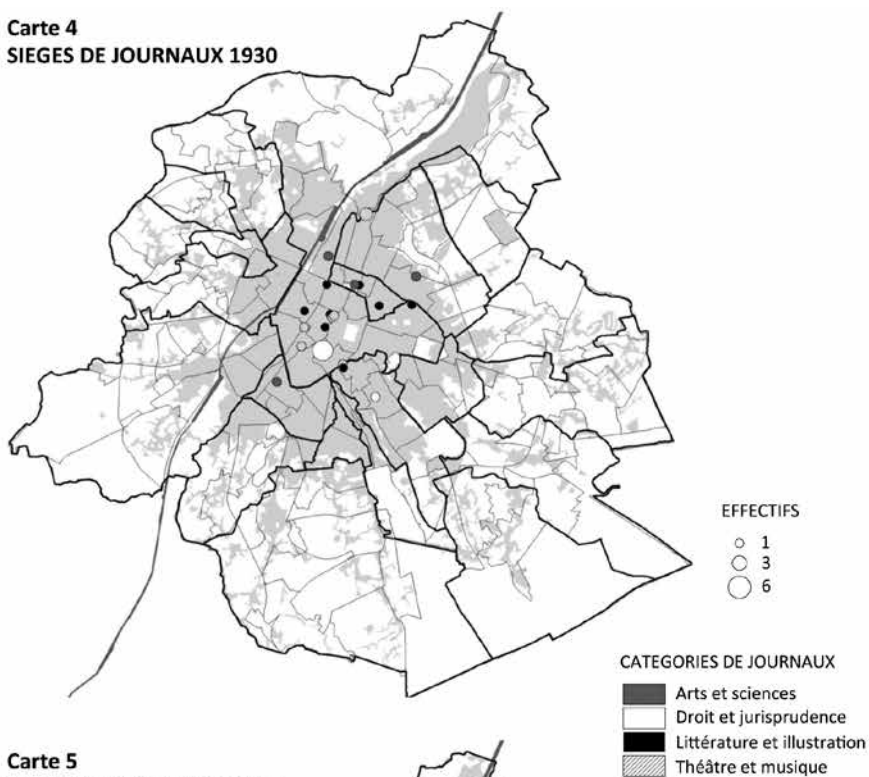 Carte 4
SIEGES DE JOURNAUX 1930
EFFECTIFS
1
3
6
CATEGORIES DE JOURNAUX
Arts et sciences
Droit et jurisprudence
Littérature et illustration
Théâtre et musique
Carte 5